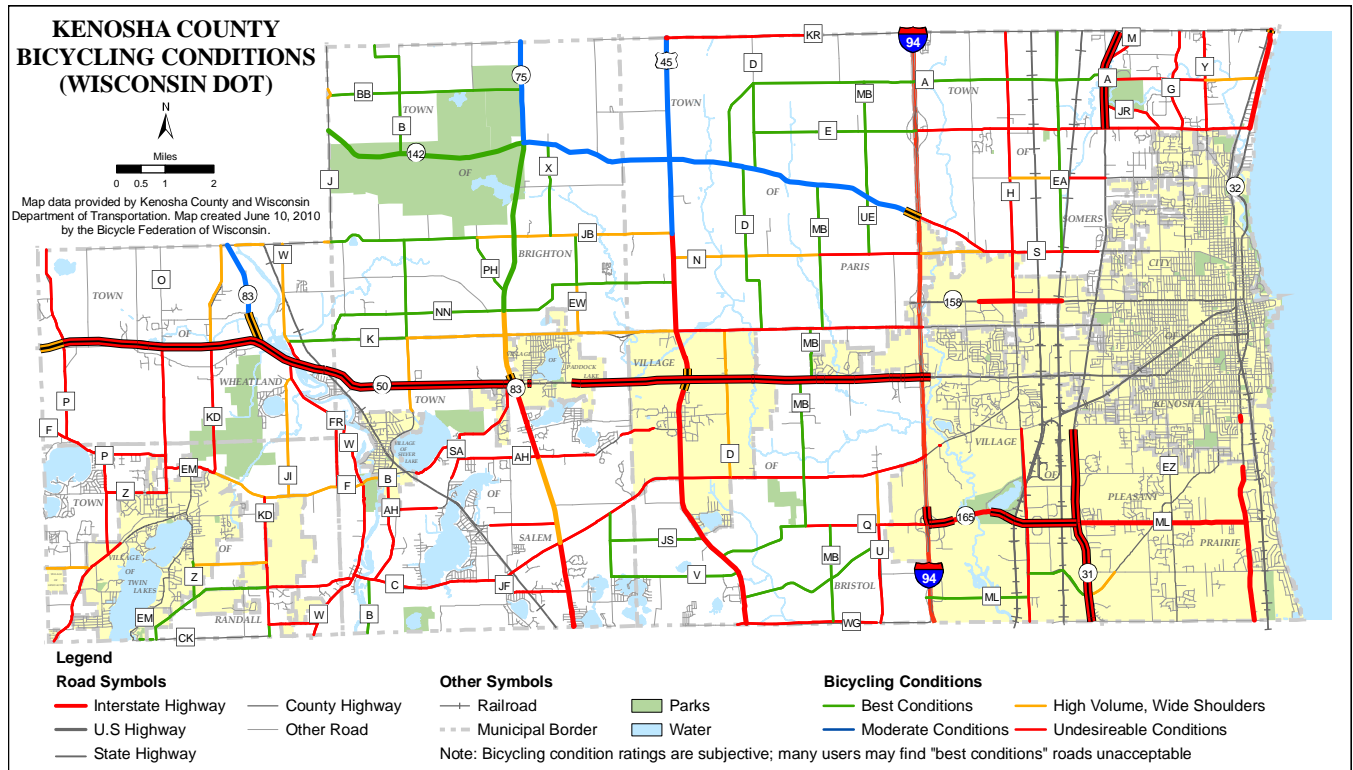 KENOSHA COUNTY
BICYCLING CONDITIONS
(WISCONSIN DOT)
N
Miles
0 0.5 1 2
Map data provided by Kenosha County and Wisconsin
Department of Transportation. Map created June 10, 2010
by the Bicycle Federation of Wisconsin.
KR
94
M
45
D
75
A
A
Y
G
BB
MB
TOWN
TOWN
TOWN
JR
B
E
142
OF
X
OF
OF
EA
J
H
32
UE
D
MB
SOMERS
JB
W
BRIGHTON
N
PARIS
S
CITY
PH
O
TOWN
83
EW
158
NN
OF
K
MB
OF
VILLAGE
OF
PADDOCK
LAKE
VILLAGE
WHEATLAND
50
TOWN
83
P
KD
MB
KENOSHA
F
FR
W
VILLAGE
OF
SILVER
LAKE
VILLAGE
P
SA
AH
D
OF
OF
EZ
EM
JI
F
B
Z
TOWN
KD
AH
OF
PLEASANT
165
ML
OF
SALEM
Q
JS
MB
U
PRAIRIE
VILLAGE
OF
TWIN
LAKES
Z
V
C
JF
BRISTOL
94
31
ML
EM
RANDALL
W
B
WG
CK
Legend
Road Symbols
Interstate Highway
U.S Highway
State Highway
County Highway
Other Road
Other Symbols
Railroad
Municipal Border
Parks
Water
Bicycling Conditions
Best Conditions
Moderate Conditions
High Volume, Wide Shoulders
Undesireable Conditions
Note: Bicycling condition ratings are subjective; many users may find "best conditions" roads unacceptable